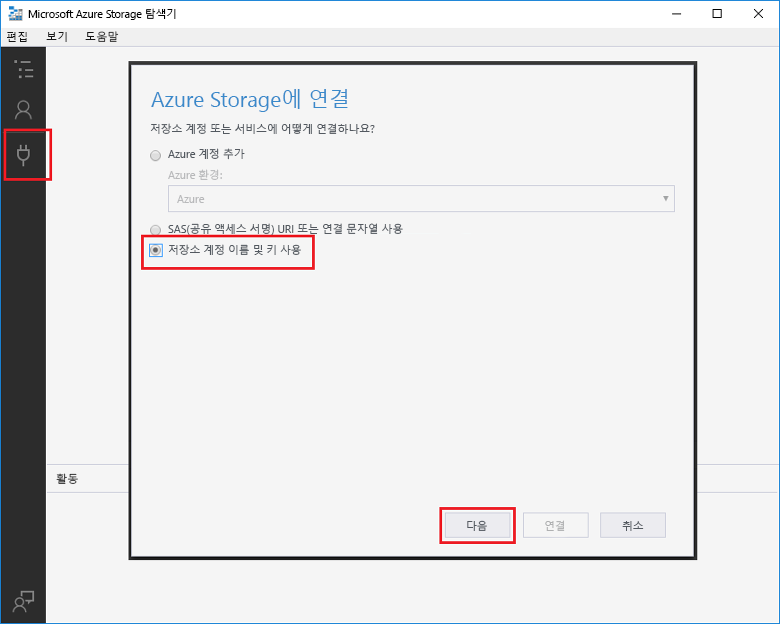 Microsoft Azure Storage 탐색기
편집 보기 도움말
Azure Storage에 연결
저장소 계정 또는 서비스에 어떻게 연결하나요?
Azure 계정 추가
Azure 환경:
Azure
SAS(공유 액세스 서명) URI 또는 연결 문자열 사용
저장소 계정 이름 및 키 사용
활동
다음 연결 취소